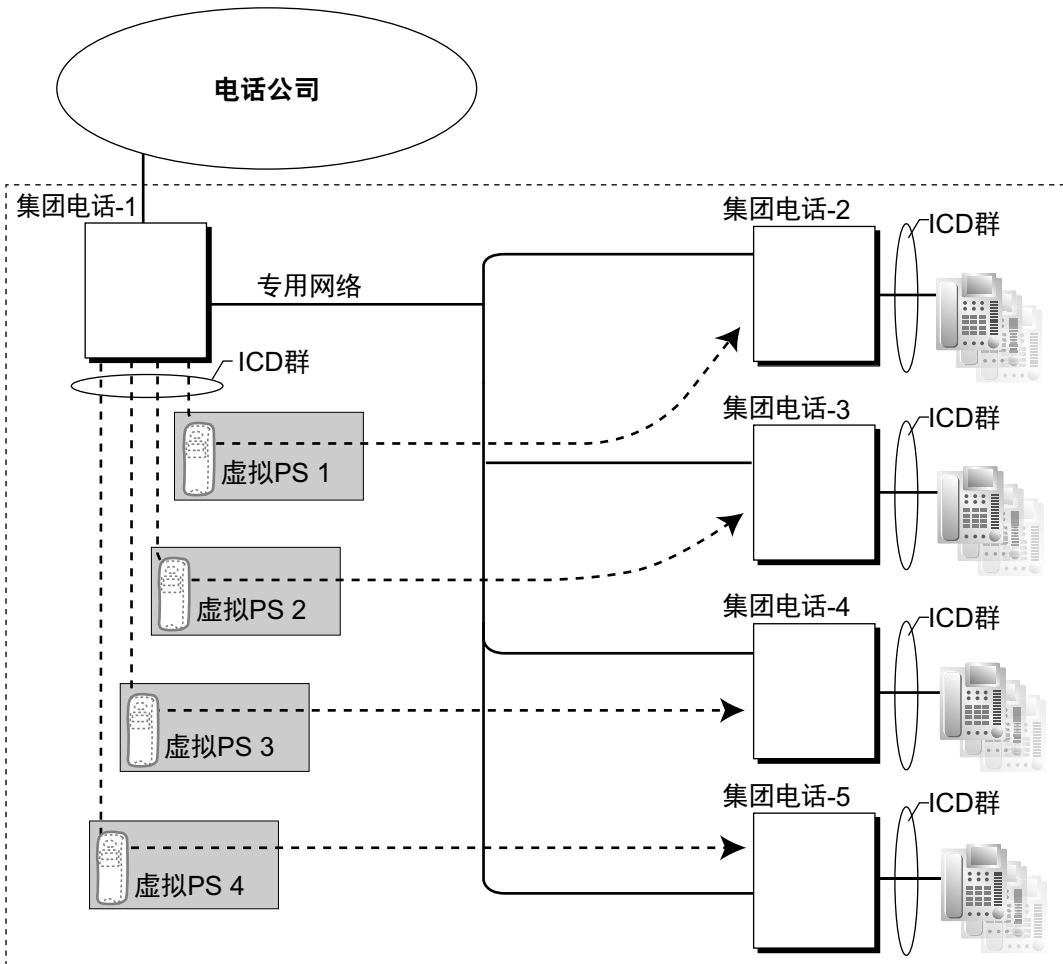 电话公司
集团电话-1
集团电话-2
ICD群
专用网络
ICD群
集团电话-3
ICD群
虚拟PS 1
虚拟PS 2
集团电话-4
ICD群
虚拟PS 3
集团电话-5
ICD群
虚拟PS 4